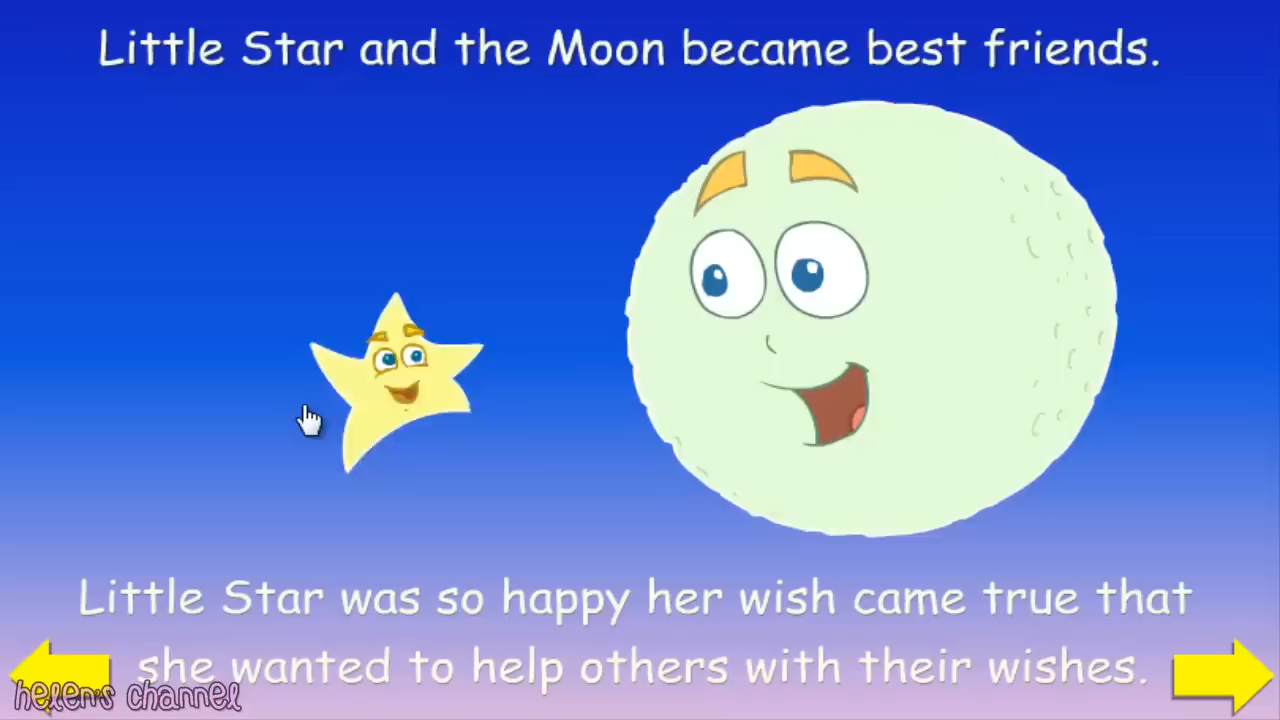 Little Star and the Moon became best friends.
Little Star was so happy her wish came true that
she wanted to help others with their wishes.
helen's channel